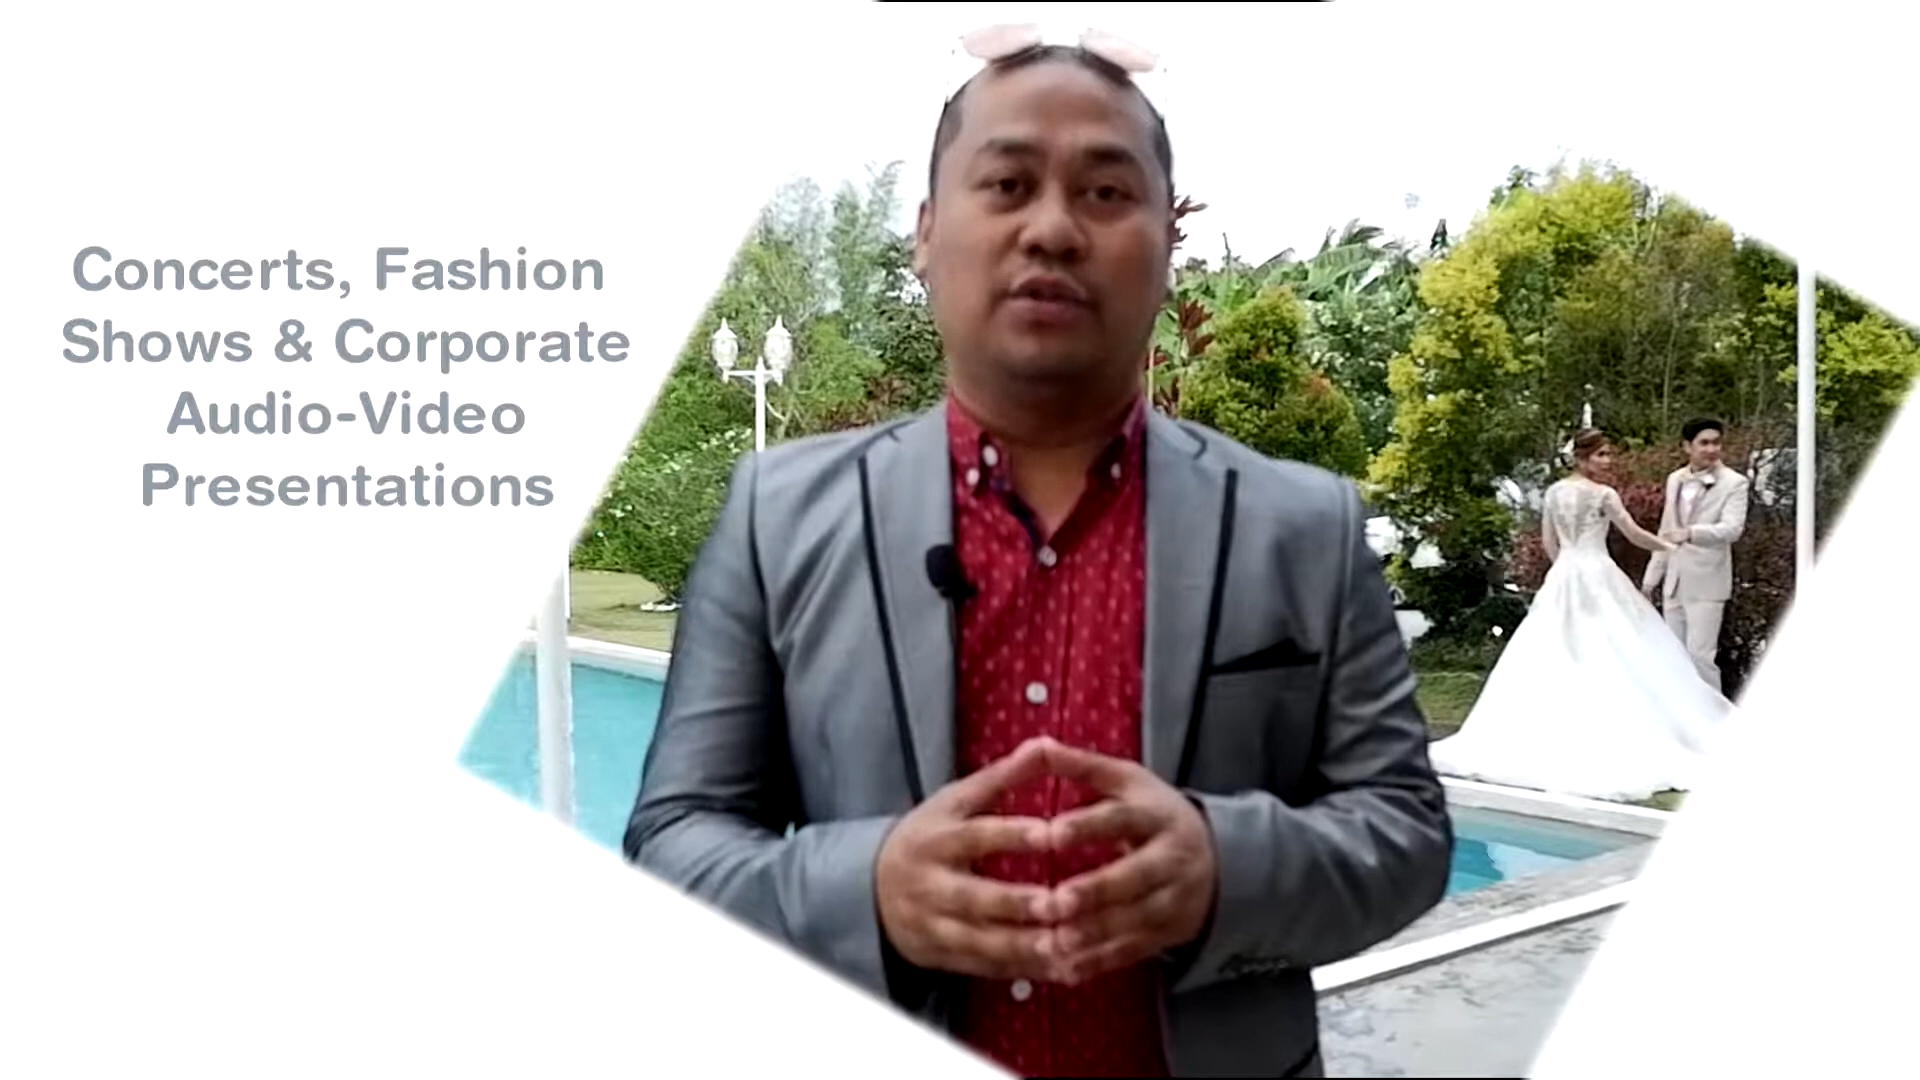 Concerts, Fashion
Shows & Corporate
Audio-Video
Presentations